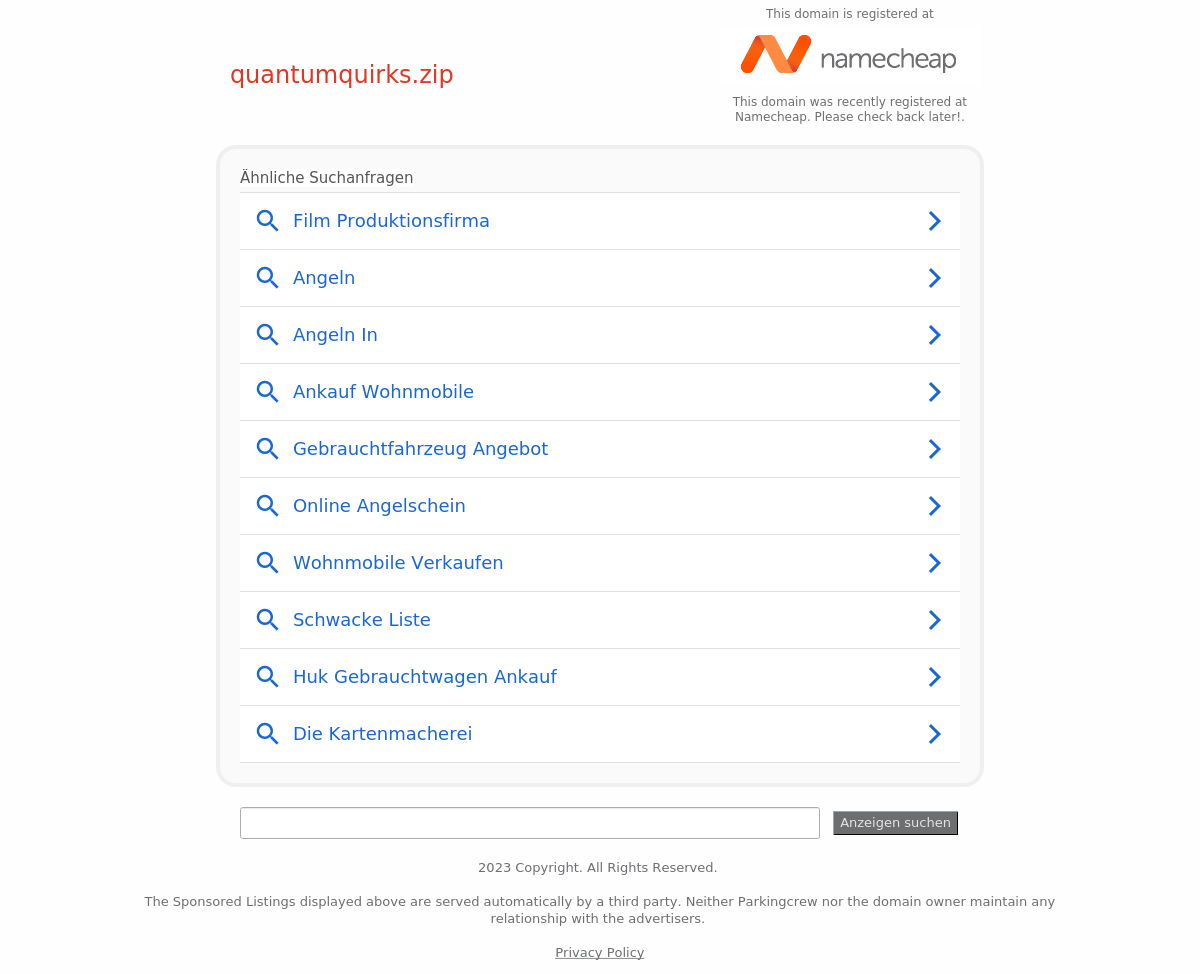 This domain is registered at
namecheap
quantumquirks.zip
This domain was recently registered at
Namecheap. Please check back later!.
Ähnliche Suchanfragen
Film Produktionsfirma
Angeln
Angeln In
Ankauf Wohnmobile
Gebrauchtfahrzeug Angebot
Online Angelschein
Wohnmobile Verkaufen
Schwacke Liste
Huk Gebrauchtwagen Ankauf
Die Kartenmacherei
Anzeigen suchen
2023 Copyright. All Rights Reserved.
The Sponsored Listings displayed above are served automatically by a third party. Neither Parkingcrew nor the domain owner maintain any
relationship with the advertisers.
Privacy Policy